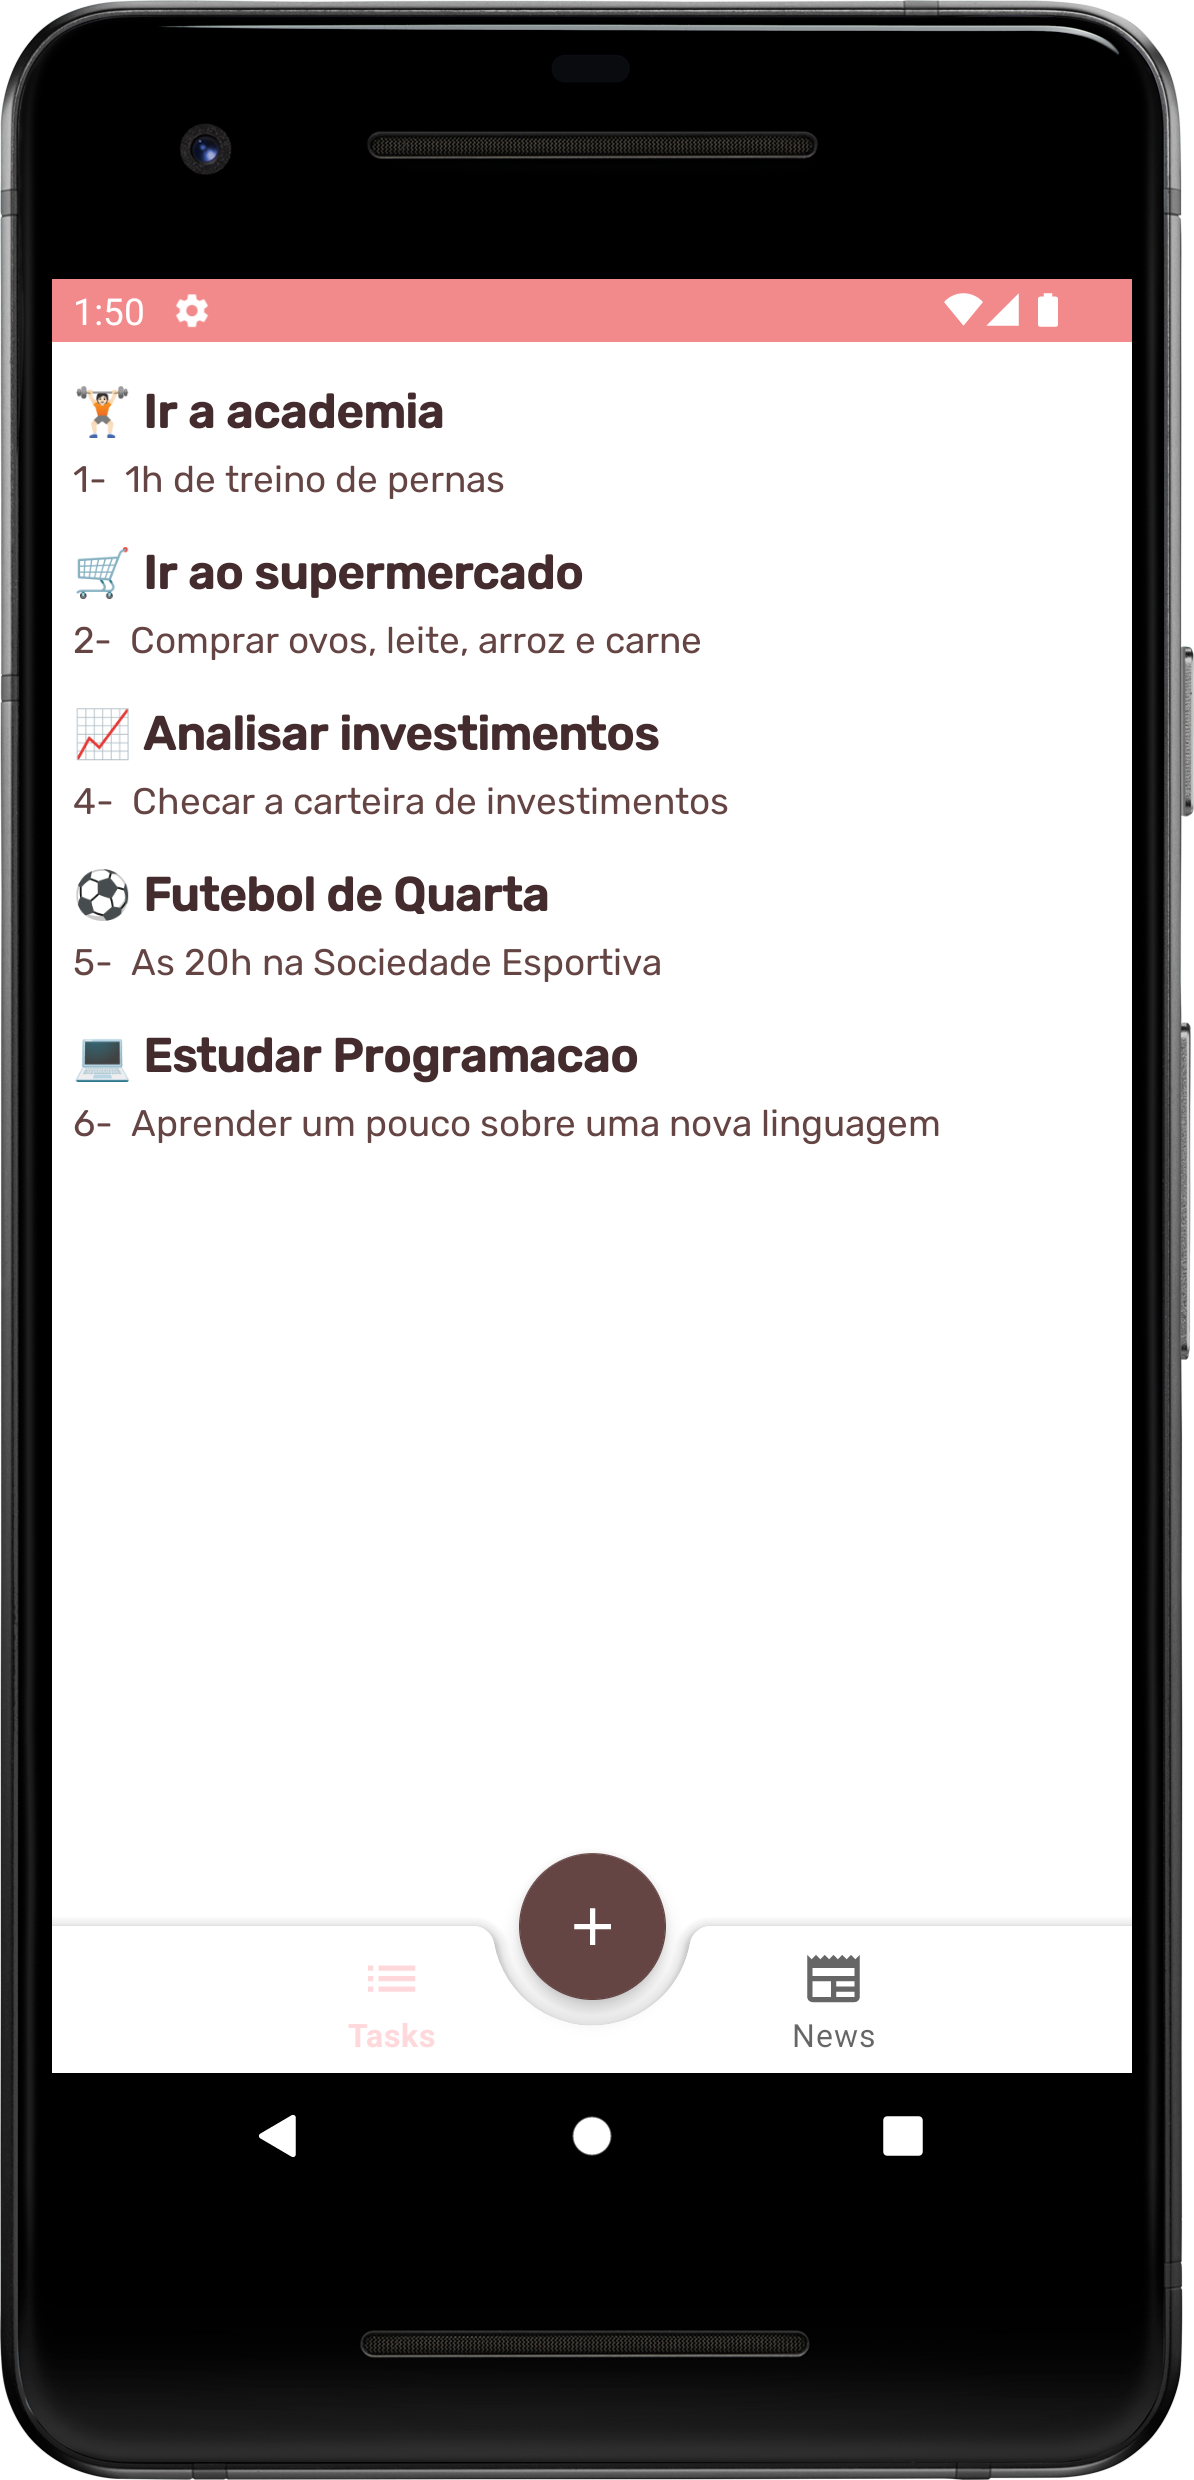 1:50
Ir a academia
1- 1h de treino de pernas
Ir ao supermercado
2- Comprar ovos, leite, arroz e carne
Analisar investimentos
4- Checar a carteira de investimentos
Futebol de Quarta
5- As 20h na Sociedade Esportiva
Estudar Programacao
6- Aprender um pouco sobre uma nova linguagem
+
Tasks News